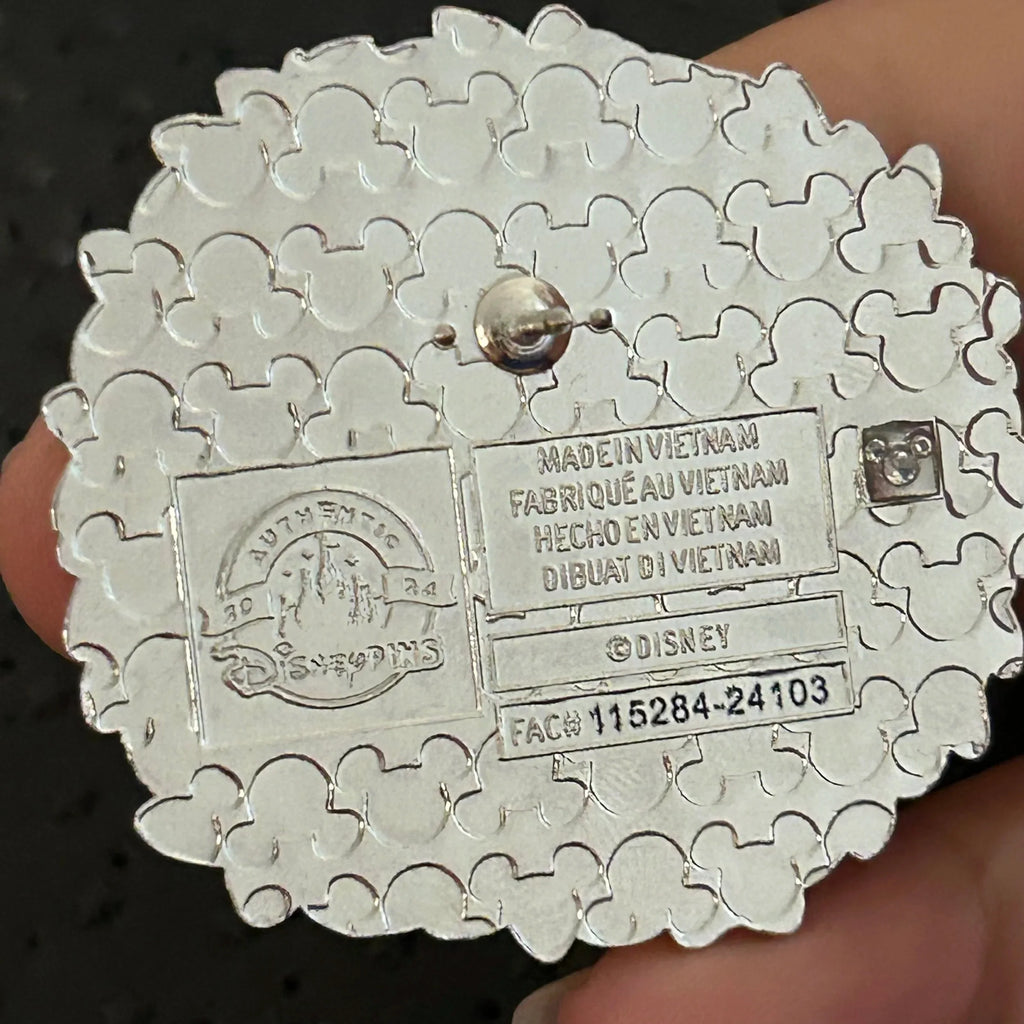 AUTHENTIC
20 24
DISNEY PINS
MADE IN VIETNAM
FABRIQUÉ AU VIETNAM
HECHO EN VIETNAM
DIBUAT DI VIETNAM
©DISNEY
FAC# 115284-24103